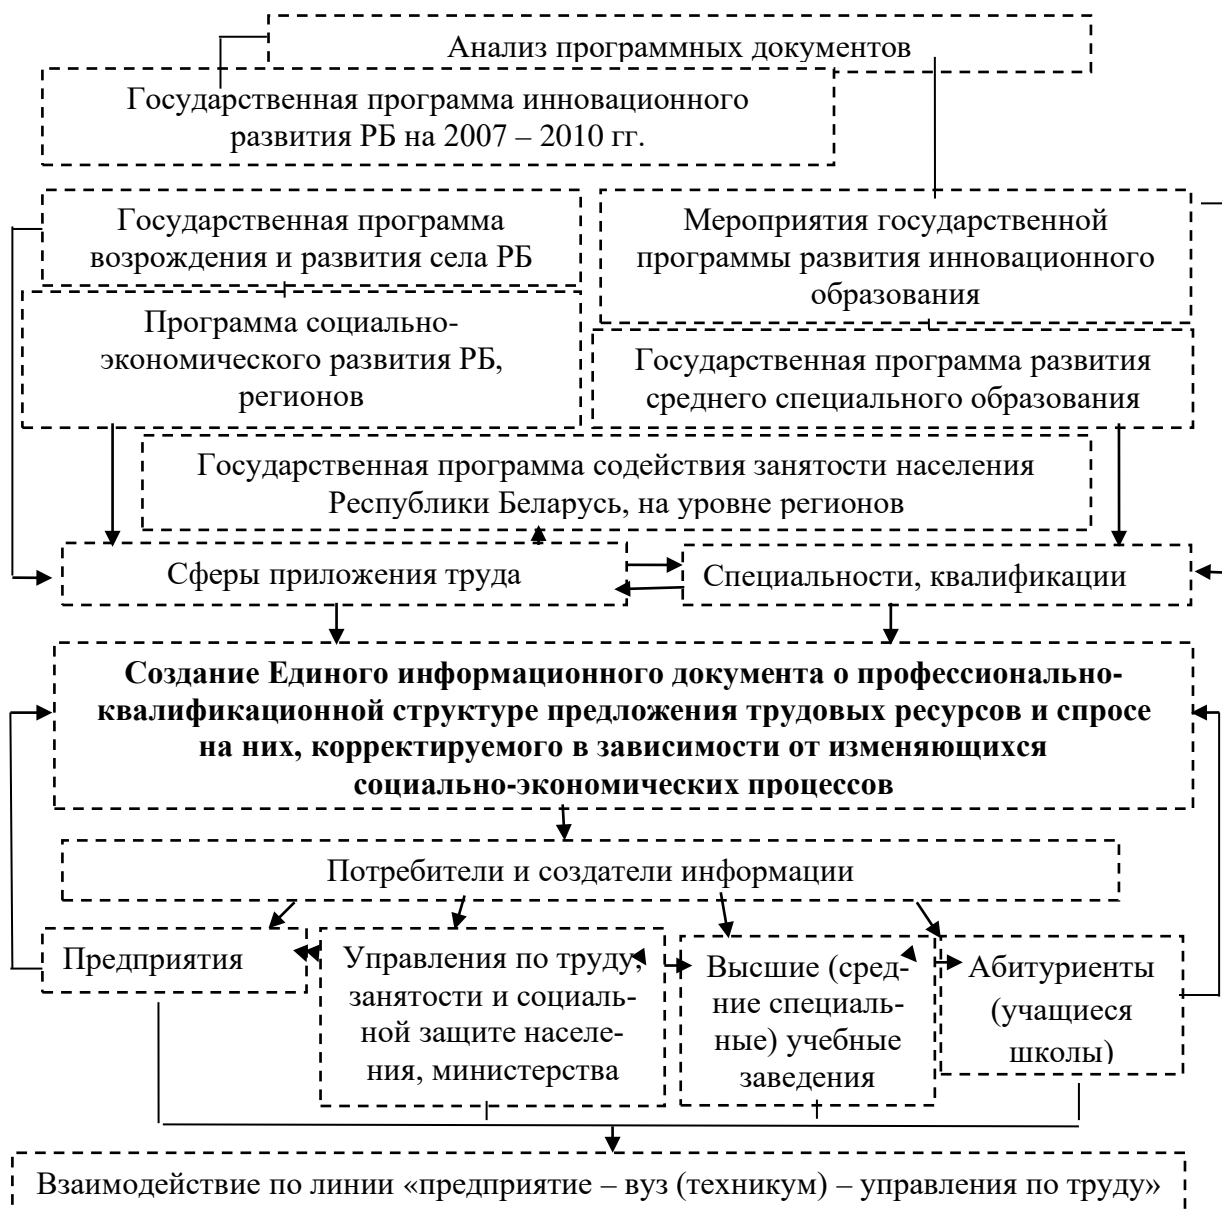 Анализ программных документов
Государственная программа инновационного
развития РБ на 2007 – 2010 гг.
Государственная программа
возрождения и развития села РБ
Мероприятия государственной
программы развития инновационного
образования
Программа социально-
экономического развития РБ,
регионов
Государственная программа развития
среднего специального образования
Государственная программа содействия занятости населения
Республики Беларусь, на уровне регионов
Сферы приложения труда
Специальности, квалификации
Создание Единого информационного документа о профессионально-
квалификационной структуре предложения трудовых ресурсов и спросе
на них, корректируемого в зависимости от изменяющихся
социально-экономических процессов
Потребители и создатели информации
Предприятия
Управления по труду,
занятости и социаль-
ной защите населе-
ния, министерства
Высшие (сред-
ние специаль-
ные) учебные
заведения
Абитуриенты
(учащиеся
школы)
Взаимодействие по линии «предприятие – вуз (техникум) – управления по труду»